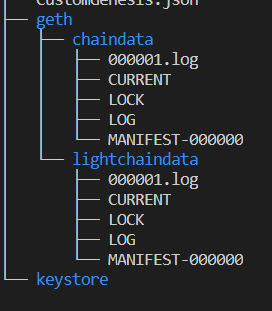 CustomGenesis.json
geth
chaindata
000001.log
CURRENT
LOCK
LOG
MANIFEST-000000
lightchaindata
000001.log
CURRENT
LOCK
LOG
MANIFEST-000000
keystore